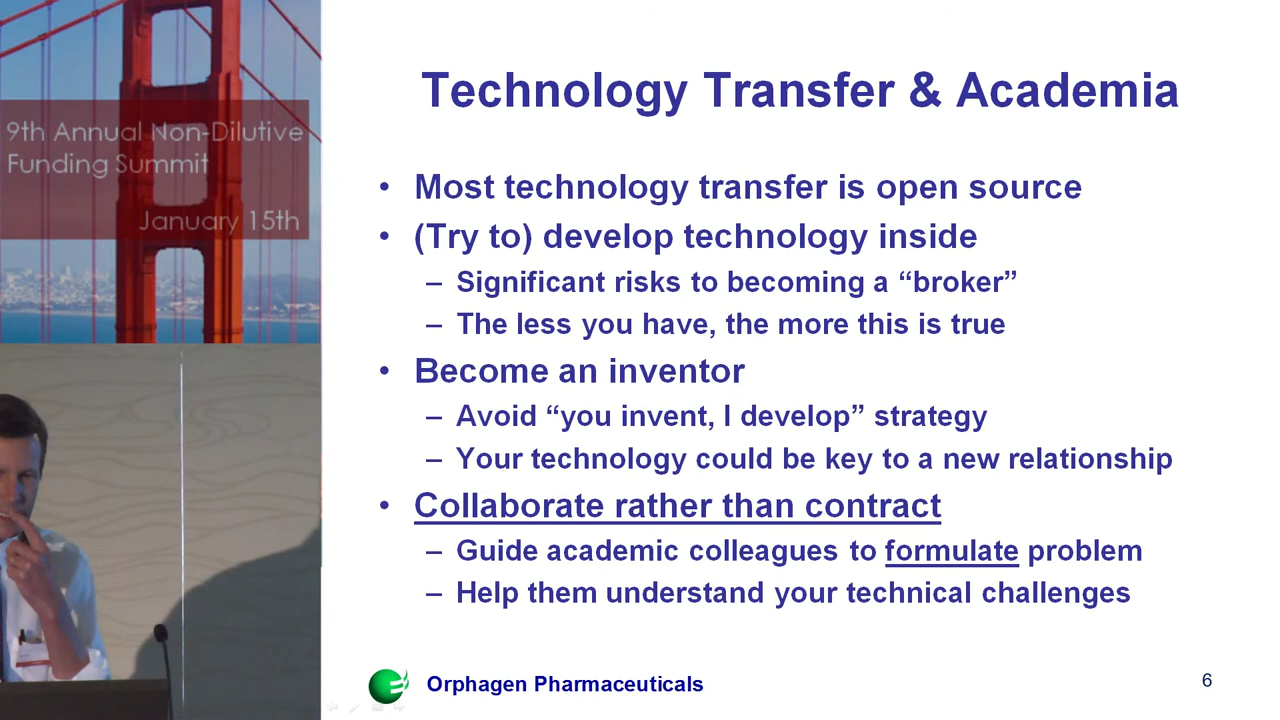 9th Annual Non-Dilutive
Funding Summit
January 15th
Technology Transfer & Academia
• Most technology transfer is open source
• (Try to) develop technology inside
– Significant risks to becoming a “broker”
– The less you have, the more this is true
• Become an inventor
– Avoid “you invent, I develop” strategy
– Your technology could be key to a new relationship
• Collaborate rather than contract
– Guide academic colleagues to formulate problem
– Help them understand your technical challenges
Orphagen Pharmaceuticals
6